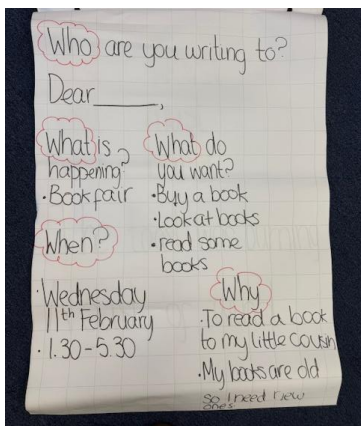 Who are you writing to?
Dear_____,
What is
happening?
· Book fair
When?
· Wednesday
11th February
· 1.30-5.30
What do
you want?
· Buy a book
· Look at books
· read some
books
Why
· To read a book
to my little cousin
· My books are old
so I need new
ones